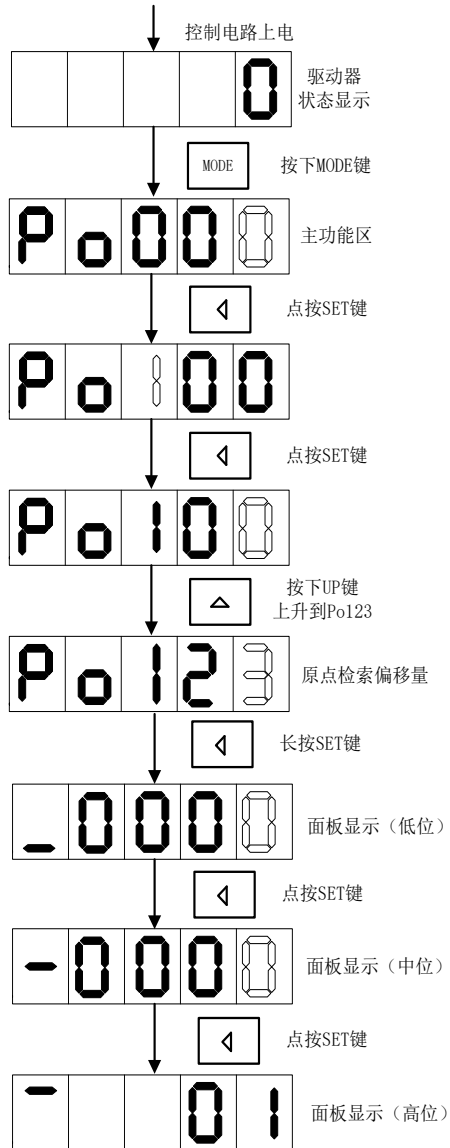 控制电路上电
0
驱动器
状态显示
MODE
按下MODE键
Po000
主功能区
点按SET键
Po100
点按SET键
Po100
按下UP键
上升到Po123
Po123
原点检索偏移量
长按SET键
_0000
面板显示（低位）
点按SET键
-0000
面板显示（中位）
点按SET键
‾ 01
面板显示（高位）